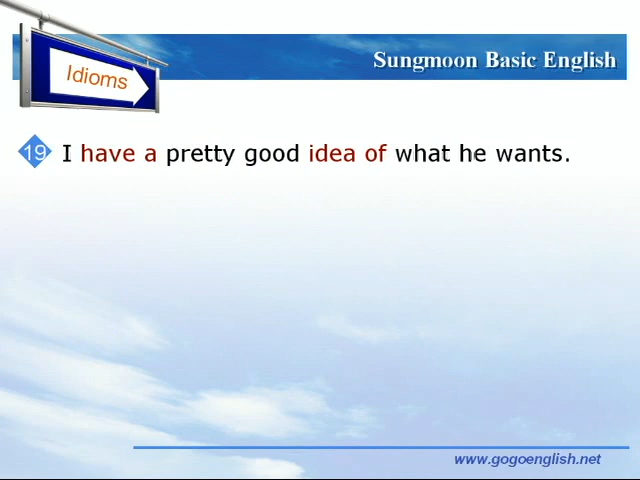 Idioms
Sungmoon Basic English
19 I have a pretty good idea of what he wants.
www.gogoenglish.net